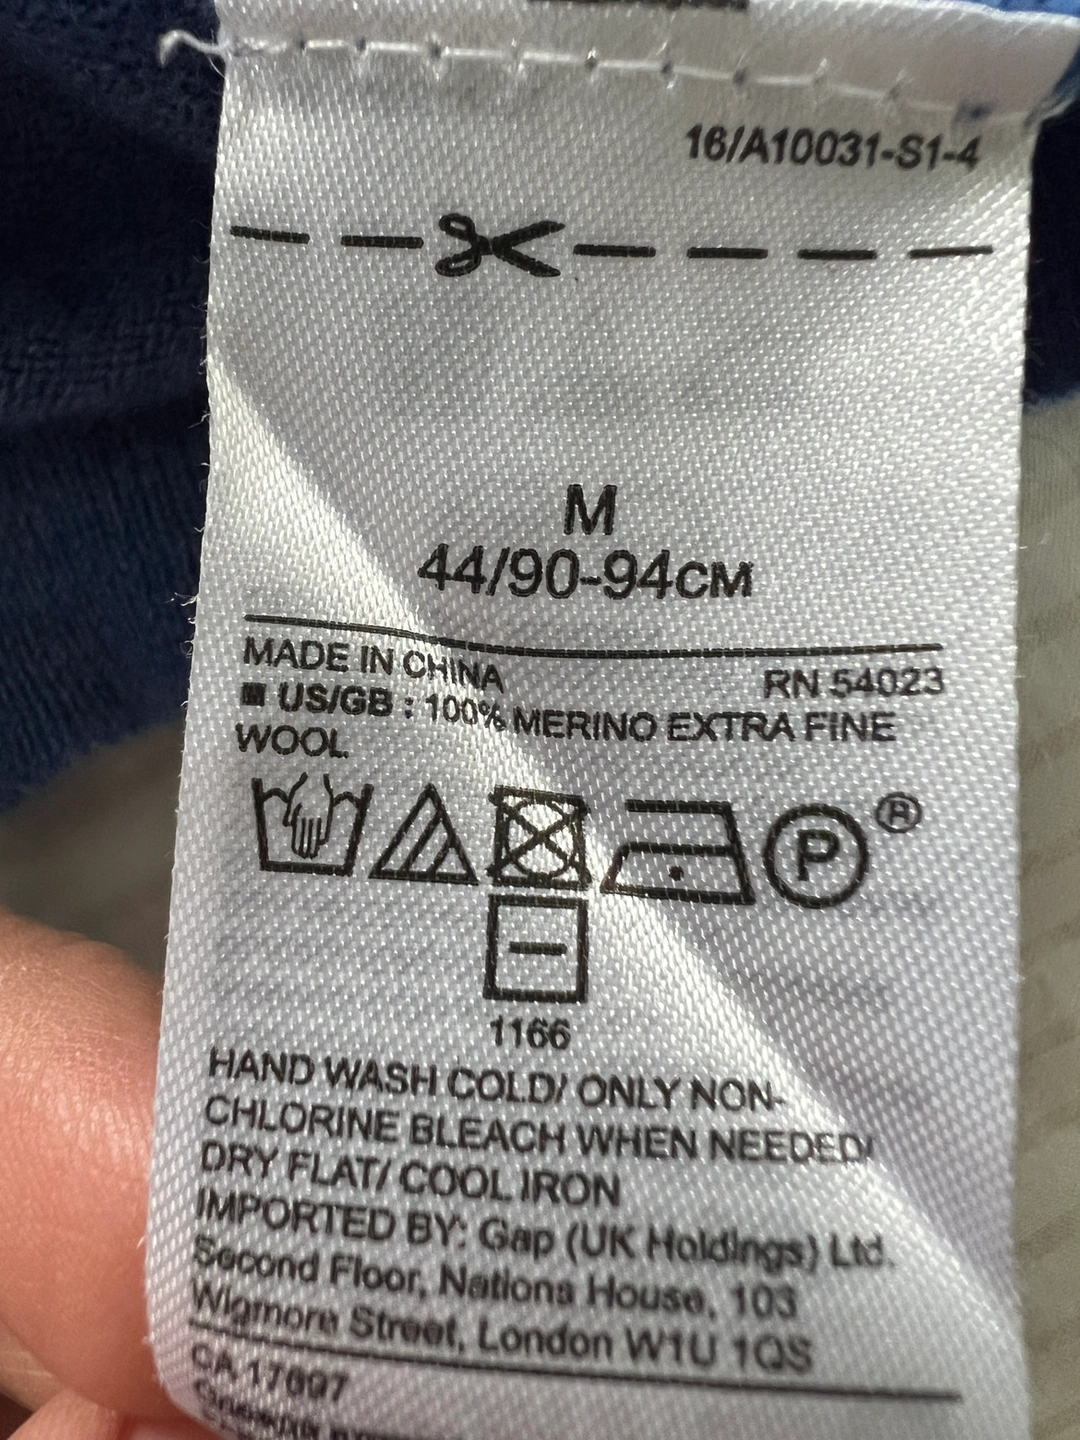 16/A10031-S1-4
M
44/90-94CM
MADE IN CHINA
RN 54023
US/GB : 100% MERINO EXTRA FINE
WOOL
P
®
1166
HAND WASH COLD/ ONLY NON-
CHLORINE BLEACH WHEN NEEDED/
DRY FLAT/ COOL IRON
IMPORTED BY: Gap (UK Holdings) Ltd.
Second Floor, Nations House, 103
Wigmore Street, London W1U 1QS
CA 17697